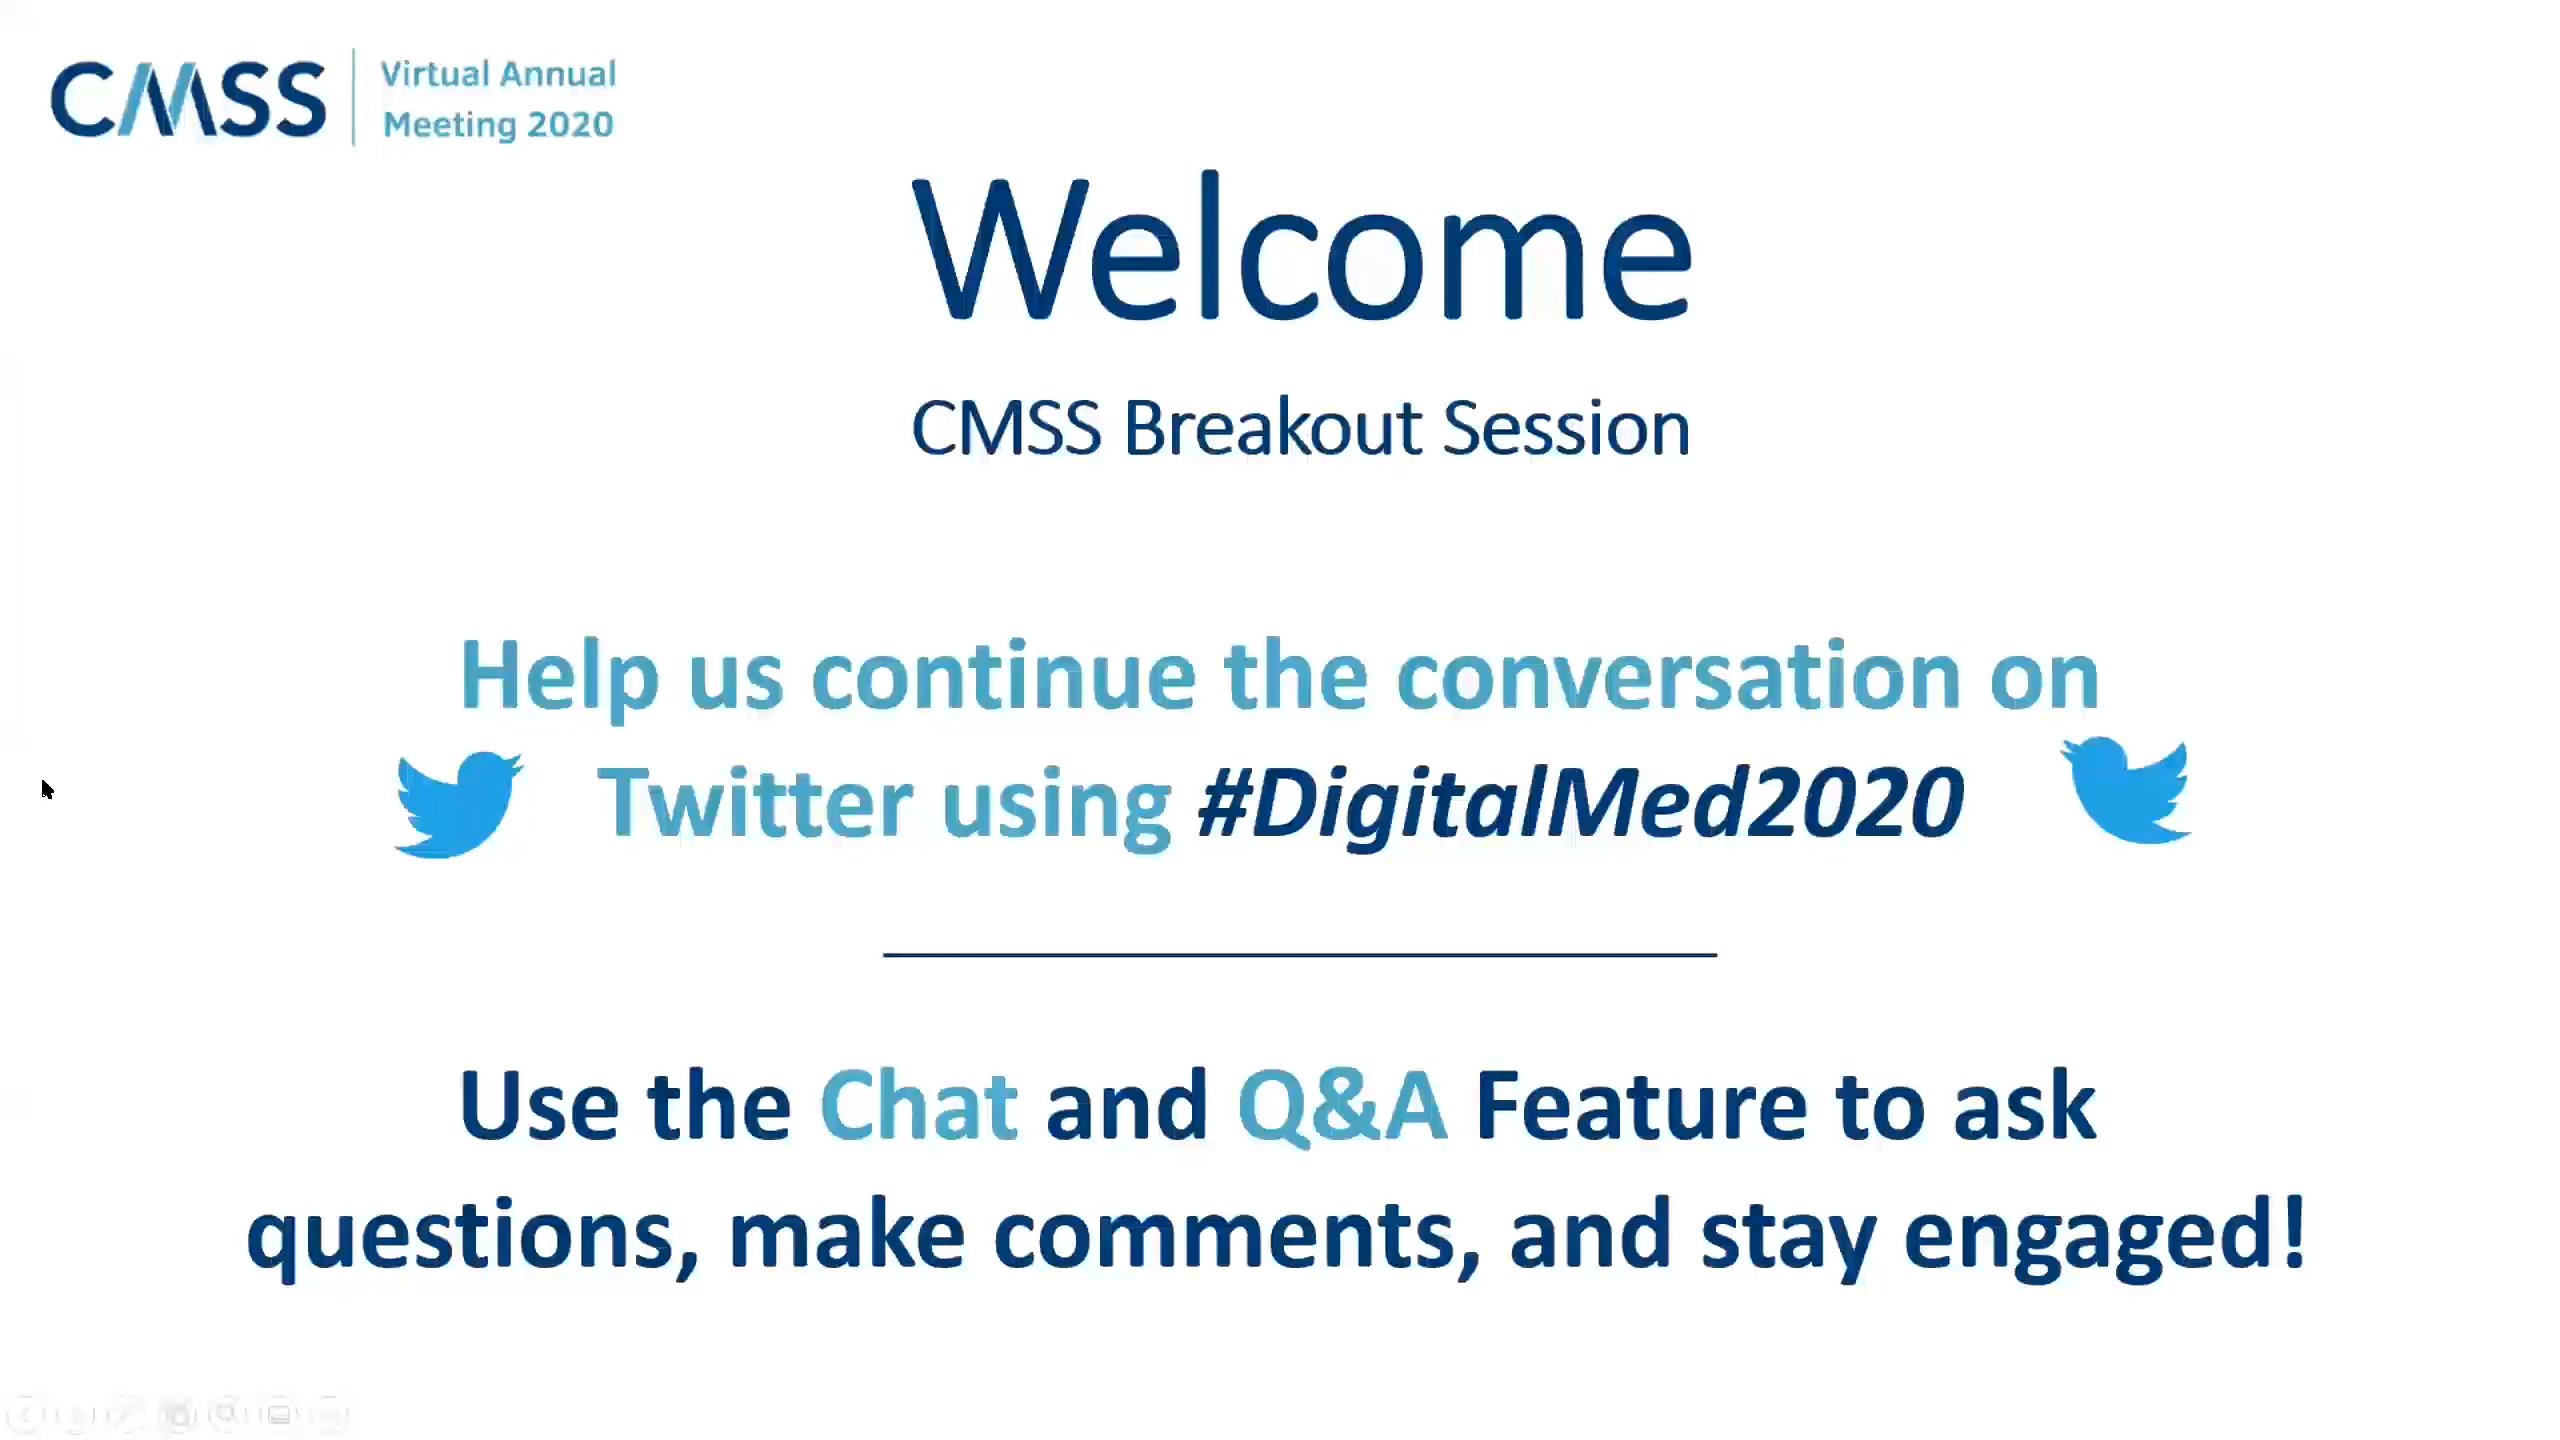 CMSS
Virtual Annual
Meeting 2020
Welcome
CMSS Breakout Session
Help us continue the conversation on
Twitter using #DigitalMed2020
Use the Chat and Q&A Feature to ask
questions, make comments, and stay engaged!